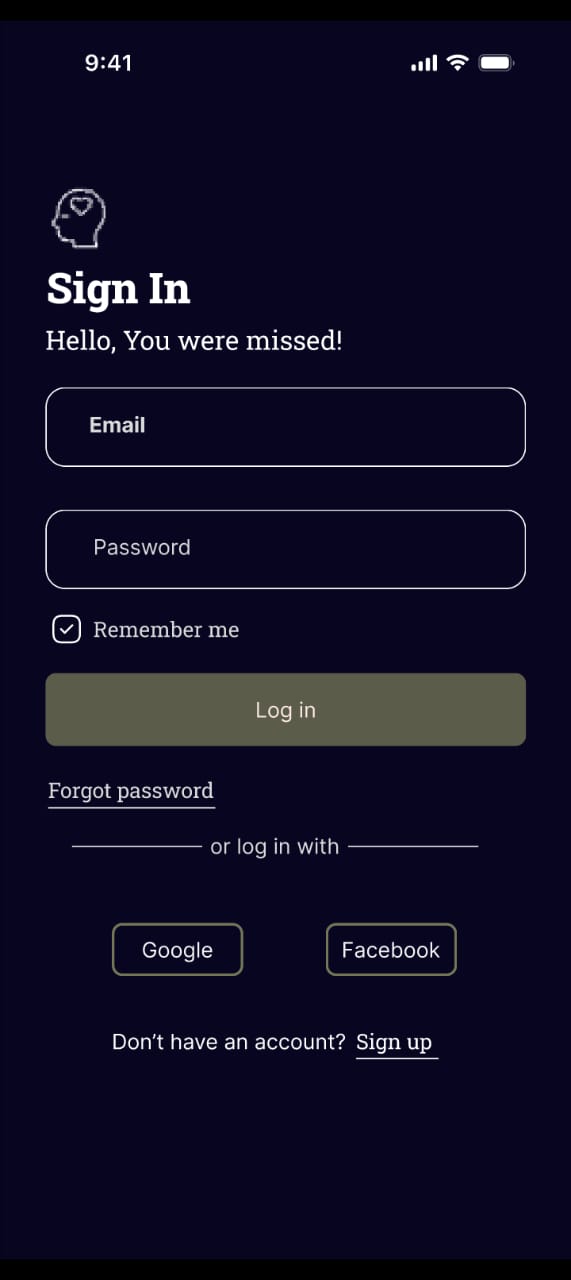 9:41
Sign In
Hello, You were missed!
Email
Password
Remember me
Log in
Forgot password
or log in with
Google Facebook
Don’t have an account? Sign up